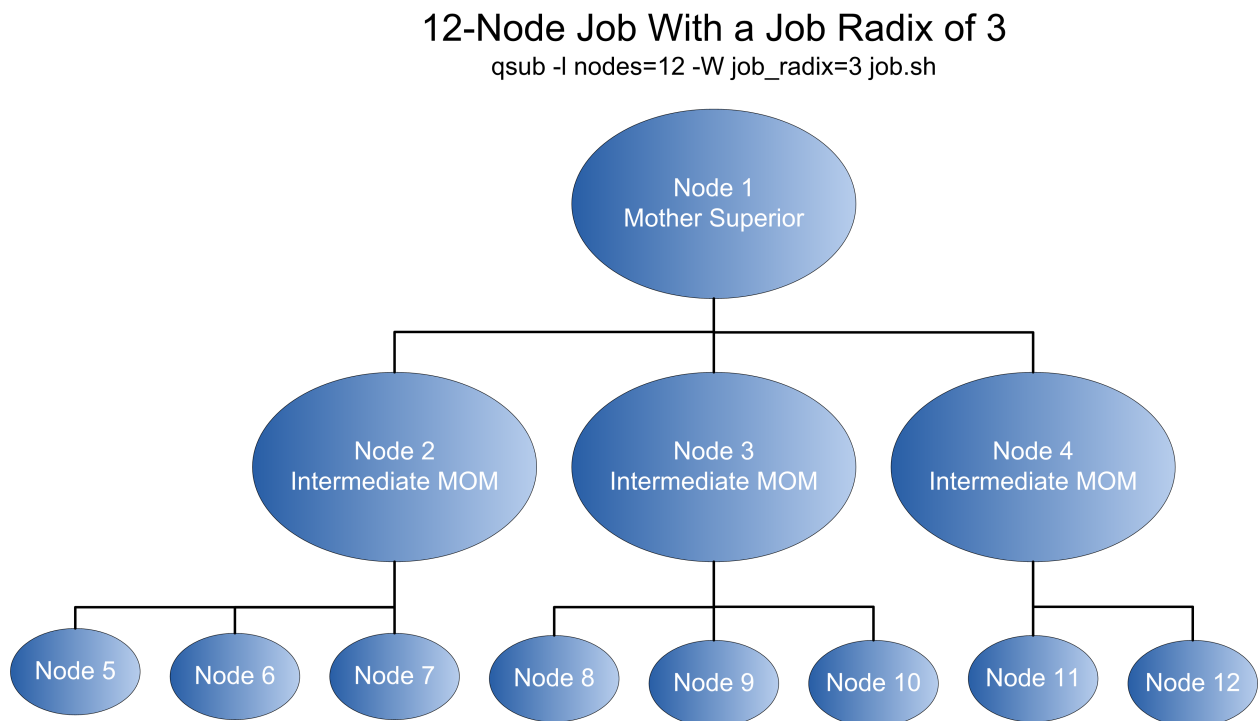 12-Node Job With a Job Radix of 3
qsub -l nodes=12 -W job_radix=3 job.sh
Node 1
Mother Superior
Node 2
Intermediate MOM
Node 3
Intermediate MOM
Node 4
Intermediate MOM
Node 5
Node 6
Node 7
Node 8
Node 9
Node 10
Node 11
Node 12